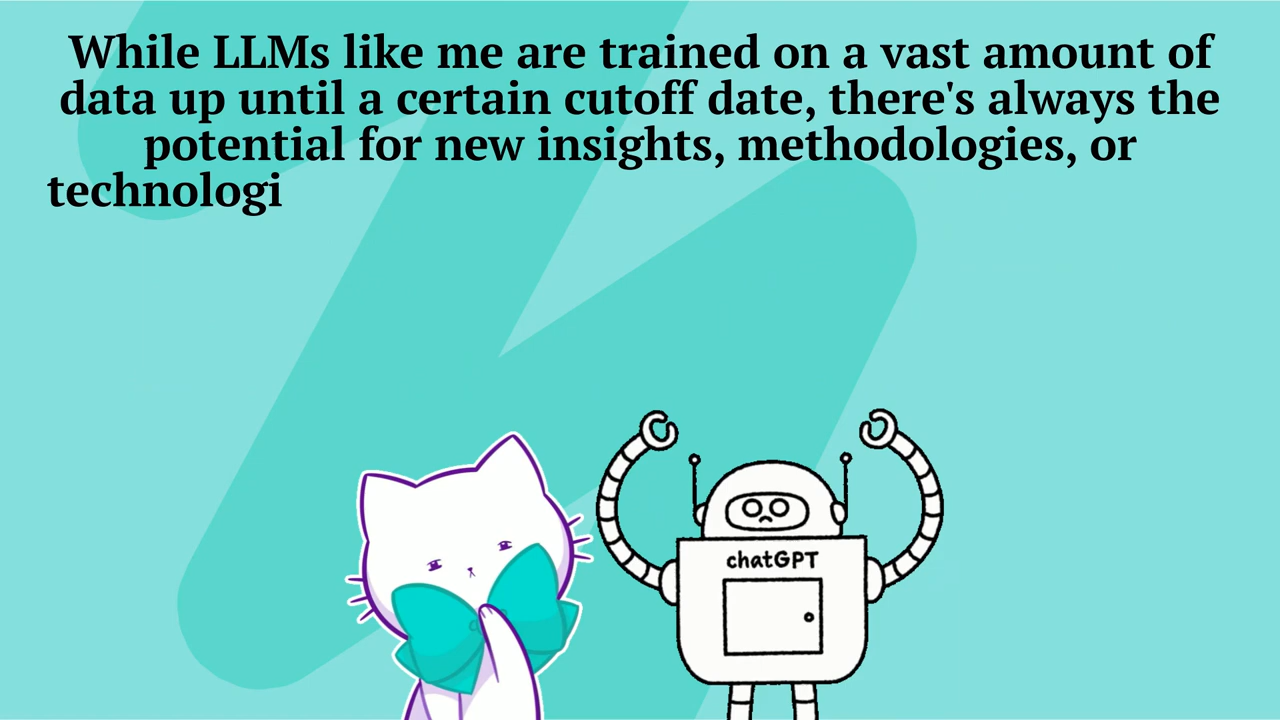 While LLMs like me are trained on a vast amount of
data up until a certain cutoff date, there's always the
potential for new insights, methodologies, or
technologi
chatGPT